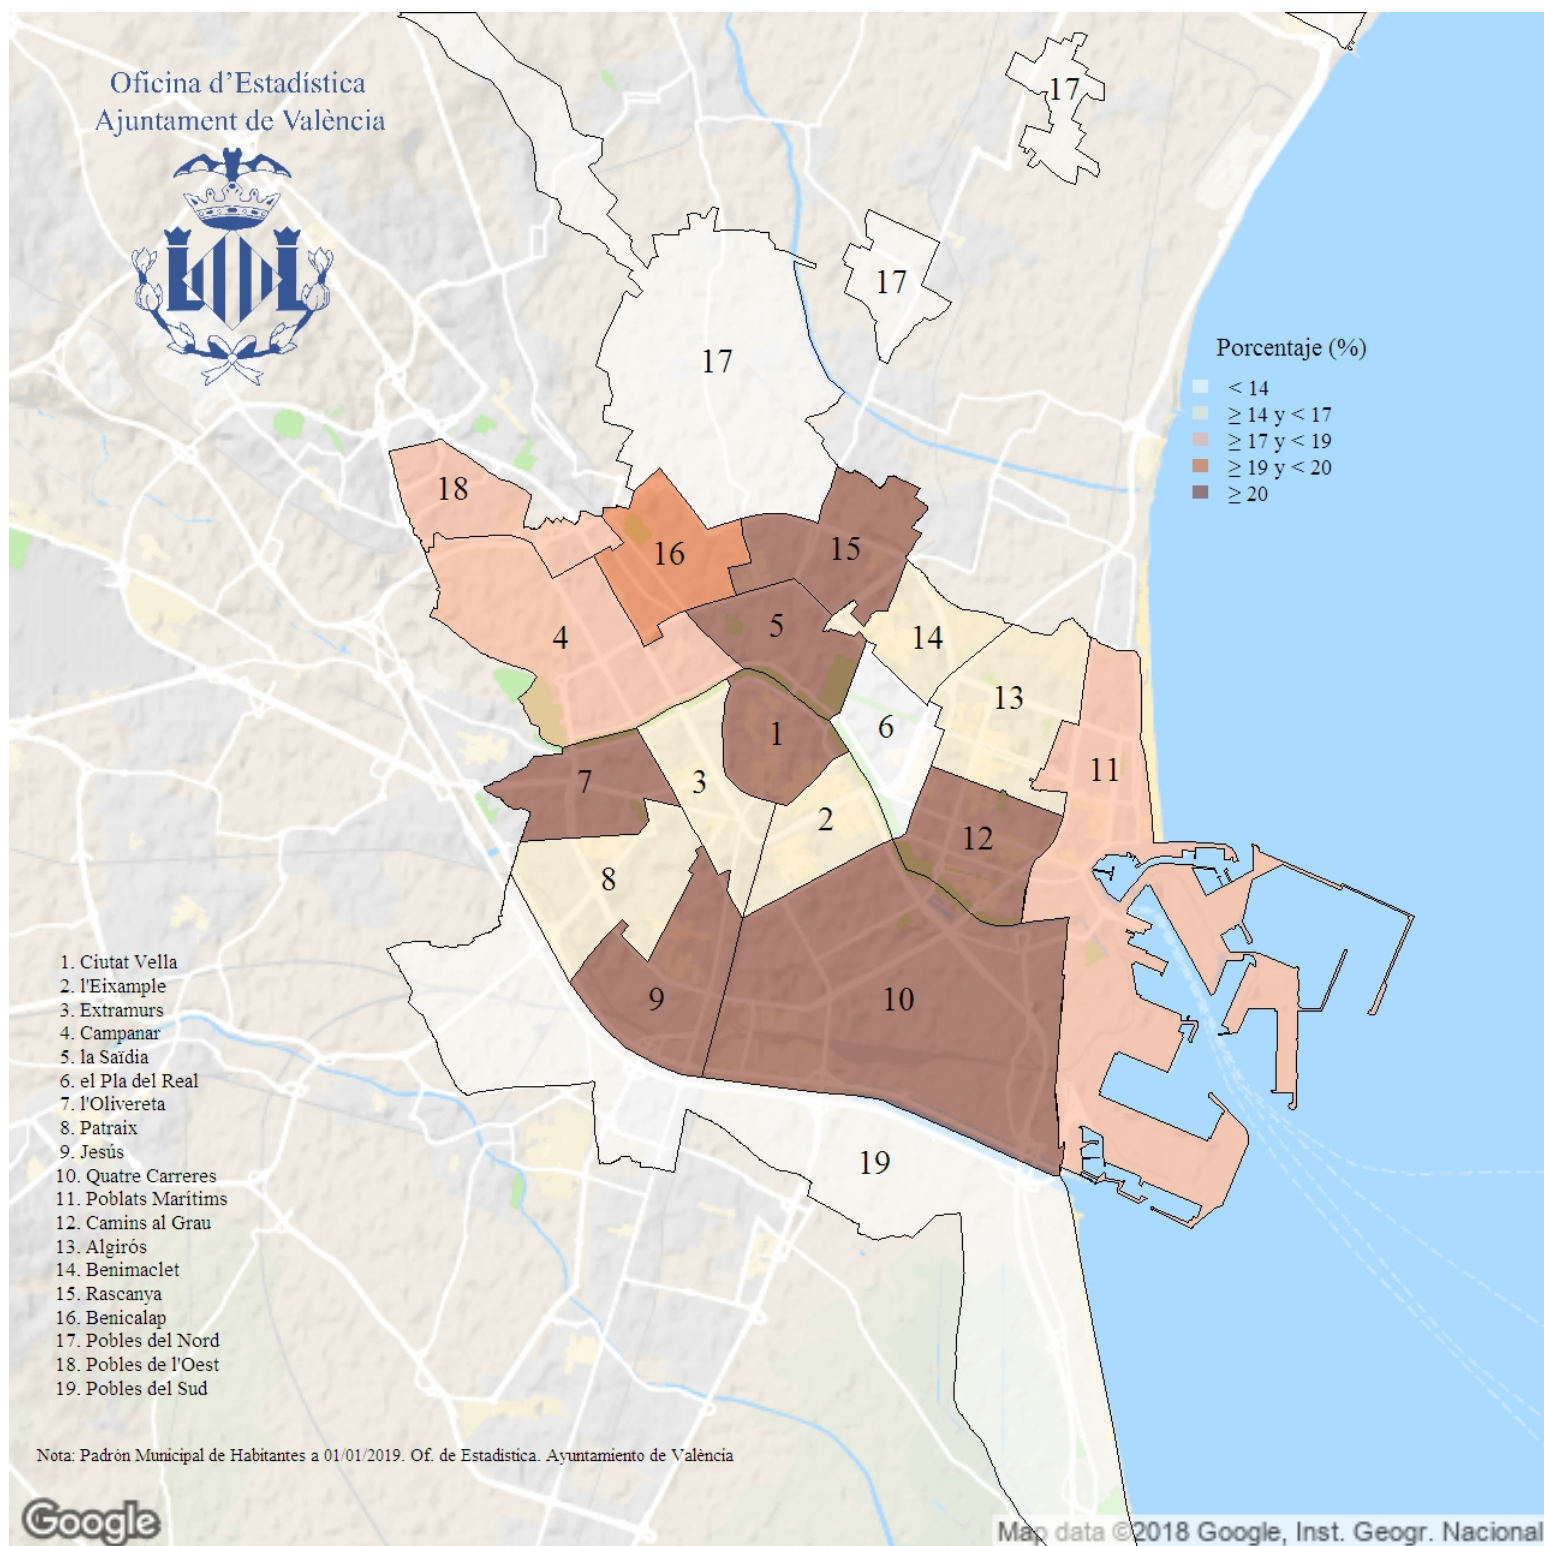 Oficina d'Estadística
Ajuntament de València
17
17
17
Porcentaje (%)
< 14
≥ 14 y < 17
≥ 17 y < 19
≥ 19 y < 20
≥ 20
18
16
15
4
5
14
13
6
1
11
7
3
2
12
8
9
10
19
1. Ciutat Vella
2. l'Eixample
3. Extramurs
4. Campanar
5. la Saïdia
6. el Pla del Real
7. l'Olivereta
8. Patraix
9. Jesús
10. Quatre Carreres
11. Poblats Marítims
12. Camins al Grau
13. Algirós
14. Benimaclet
15. Rascanya
16. Benicalap
17. Pobles del Nord
18. Pobles de l'Oest
19. Pobles del Sud
Nota: Padrón Municipal de Habitantes a 01/01/2019. Of. de Estadística. Ayuntamiento de València
Google
Map data ©2018 Google, Inst. Geogr. Nacional